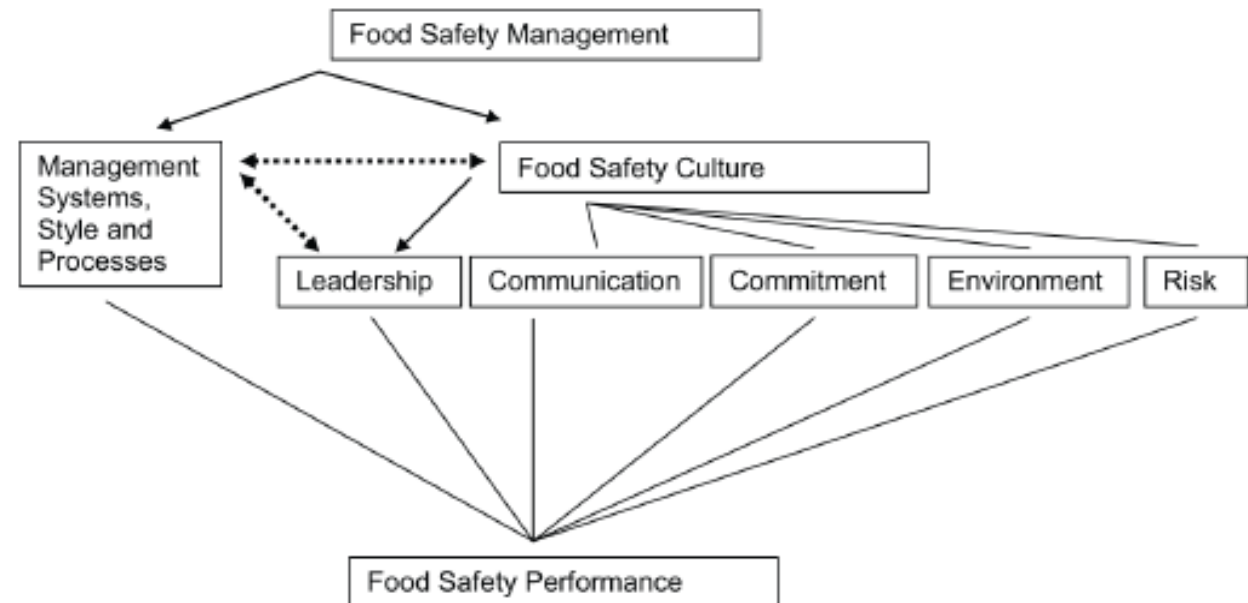 Food Safety Management
Management
Systems,
Style and
Processes
Food Safety Culture
Leadership
Communication
Commitment
Environment
Risk
Food Safety Performance